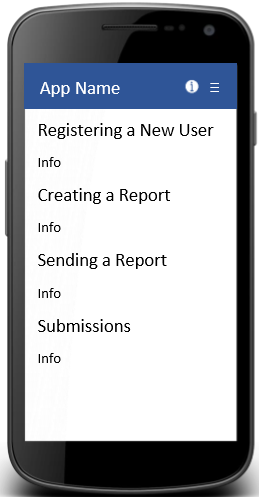 App Name
Registering a New User
Info
Creating a Report
Info
Sending a Report
Info
Submissions
Info